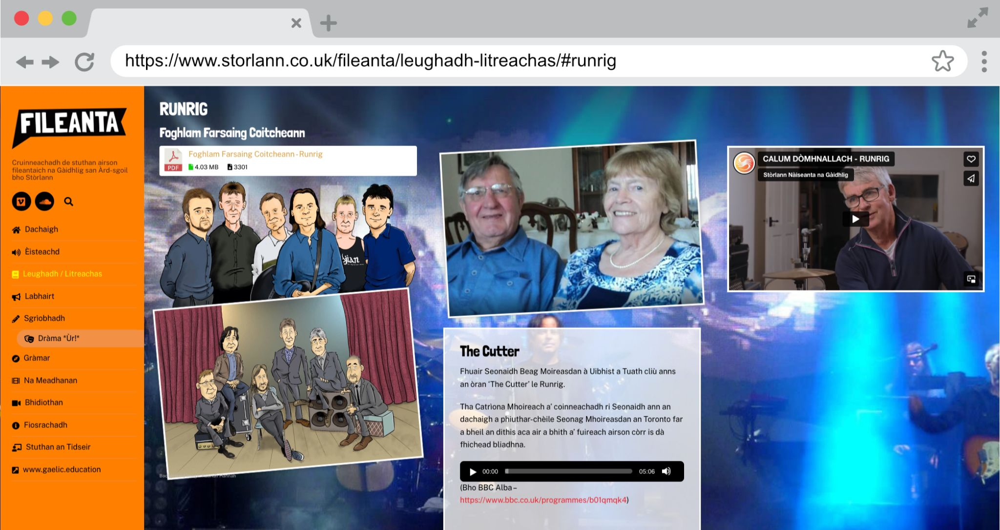 https://www.storlann.co.uk/fileanta/leughadh-litreachas/#runrig
FILEANTA
Cruinneachadh de stuthan airson
fileantaich na Gàidhlig san Àrd-sgoil
bho Stòrlann
Dachaigh
Èisteachd
Leughadh / Litreachas
Labhairt
Sgrìobhadh
Dràma *Ùr!*
Gràmar
Na Meadhanan
Bhidiothan
Fiosrachadh
Stuthan an Tidseir
www.gaelic.education
RUNRIG
Foghlam Farsaing Coitcheann
PDF
Foghlam Farsaing Coitcheann - Runrig
4.03 MB 3301
The Cutter
Fhuair Seonaidh Beag Moireasdan à Uibhist a Tuath cliù anns
an òran ‘The Cutter’ le Runrig.
Tha Catrìona Mhoireach a’ coinneachadh ri Seonaidh ann an
dachaigh a phiuthar-chèile Seonag Mhoireasdan an Toronto far
a bheil an dithis aca air a bhith a’ fuireach airson còrr is dà
fhichead bliadhna.
00:00 05:06
(Bho BBC Alba –
https://www.bbc.co.uk/programmes/b01qmqk4)
CALUM DÒMHNALLACH - RUNRIG
Stòrlann Nàiseanta na Gàidhlig